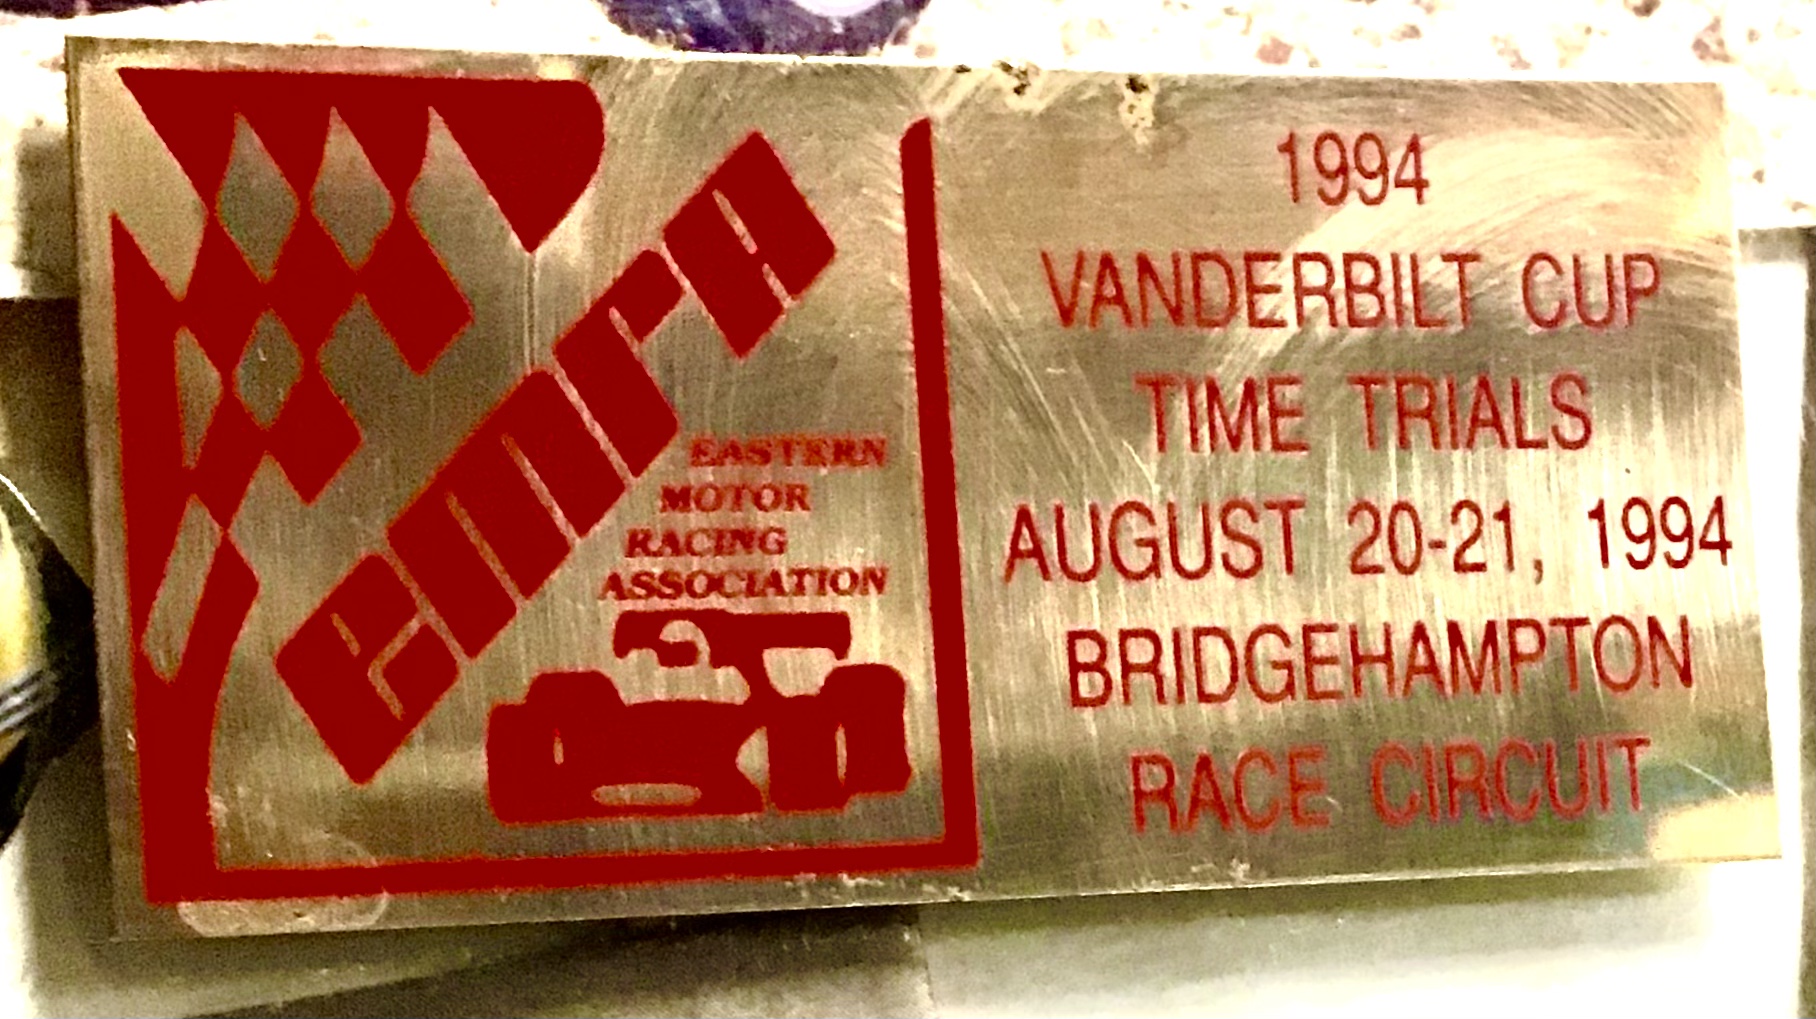 emra
EASTERN
MOTOR
RACING
ASSOCIATION
1994
VANDERBILT CUP
TIME TRIALS
AUGUST 20-21, 1994
BRIDGEHAMPTON
RACE CIRCUIT